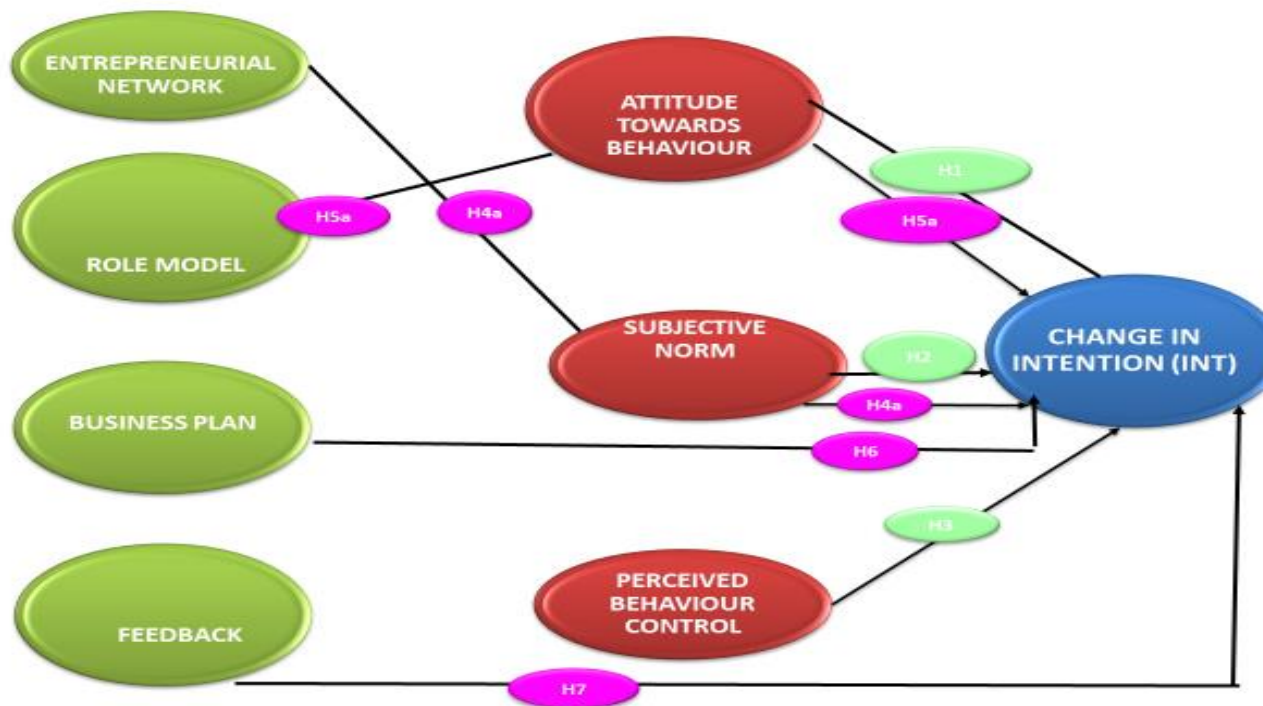 ENTREPRENEURIAL
NETWORK
ATTITUDE
TOWARDS
BEHAVIOUR
H1
H5a
H4a
H5a
ROLE MODEL
SUBJECTIVE
NORM
H2
CHANGE IN
INTENTION (INT)
H4a
BUSINESS PLAN
H6
H3
PERCEIVED
BEHAVIOUR
CONTROL
FEEDBACK
H7